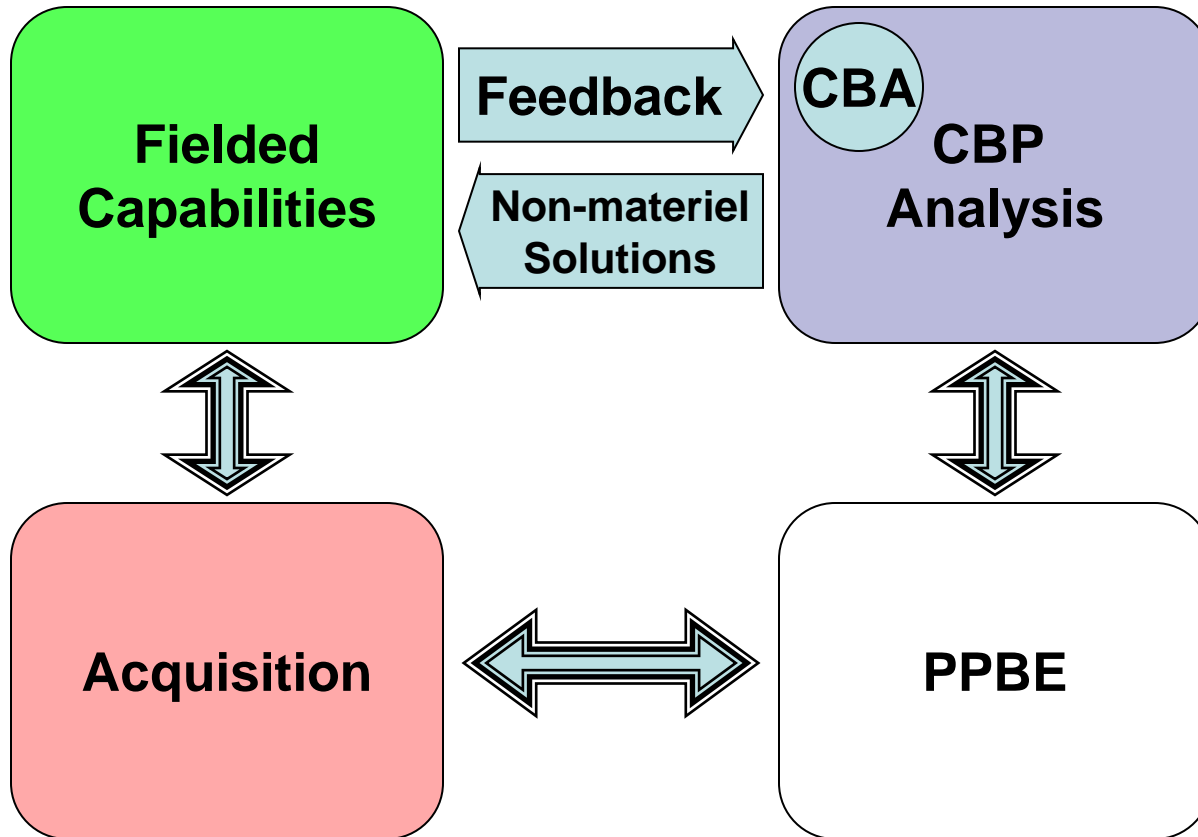 Fielded
Capabilities
Feedback
Non-materiel
Solutions
CBA
CBP
Analysis
Acquisition
PPBE